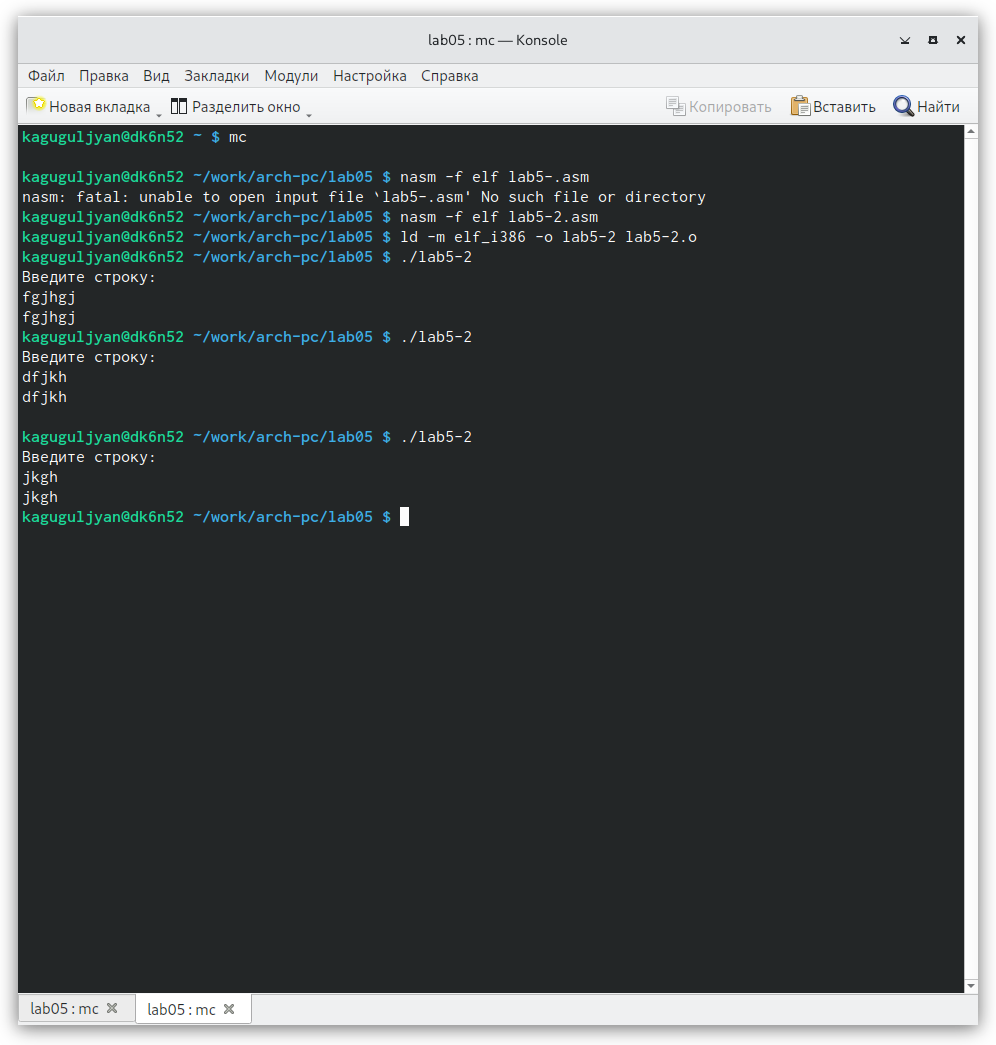 lab05 : mc — Konsole
Файл Правка Вид Закладки Модули Настройка Справка
Новая вкладка Разделить окно Копировать Вставить Найти
kaguguljyan@dk6n52 ~ $ mc
kaguguljyan@dk6n52 ~/work/arch-pc/lab05 $ nasm -f elf lab5-.asm
nasm: fatal: unable to open input file `lab5-.asm' No such file or directory
kaguguljyan@dk6n52 ~/work/arch-pc/lab05 $ nasm -f elf lab5-2.asm
kaguguljyan@dk6n52 ~/work/arch-pc/lab05 $ ld -m elf_i386 -o lab5-2 lab5-2.o
kaguguljyan@dk6n52 ~/work/arch-pc/lab05 $ ./lab5-2
Введите строку:
fgjhgj
fgjhgj
kaguguljyan@dk6n52 ~/work/arch-pc/lab05 $ ./lab5-2
Введите строку:
dfjkh
dfjkh
kaguguljyan@dk6n52 ~/work/arch-pc/lab05 $ ./lab5-2
Введите строку:
jkgh
jkgh
kaguguljyan@dk6n52 ~/work/arch-pc/lab05 $
lab05 : mc lab05 : mc